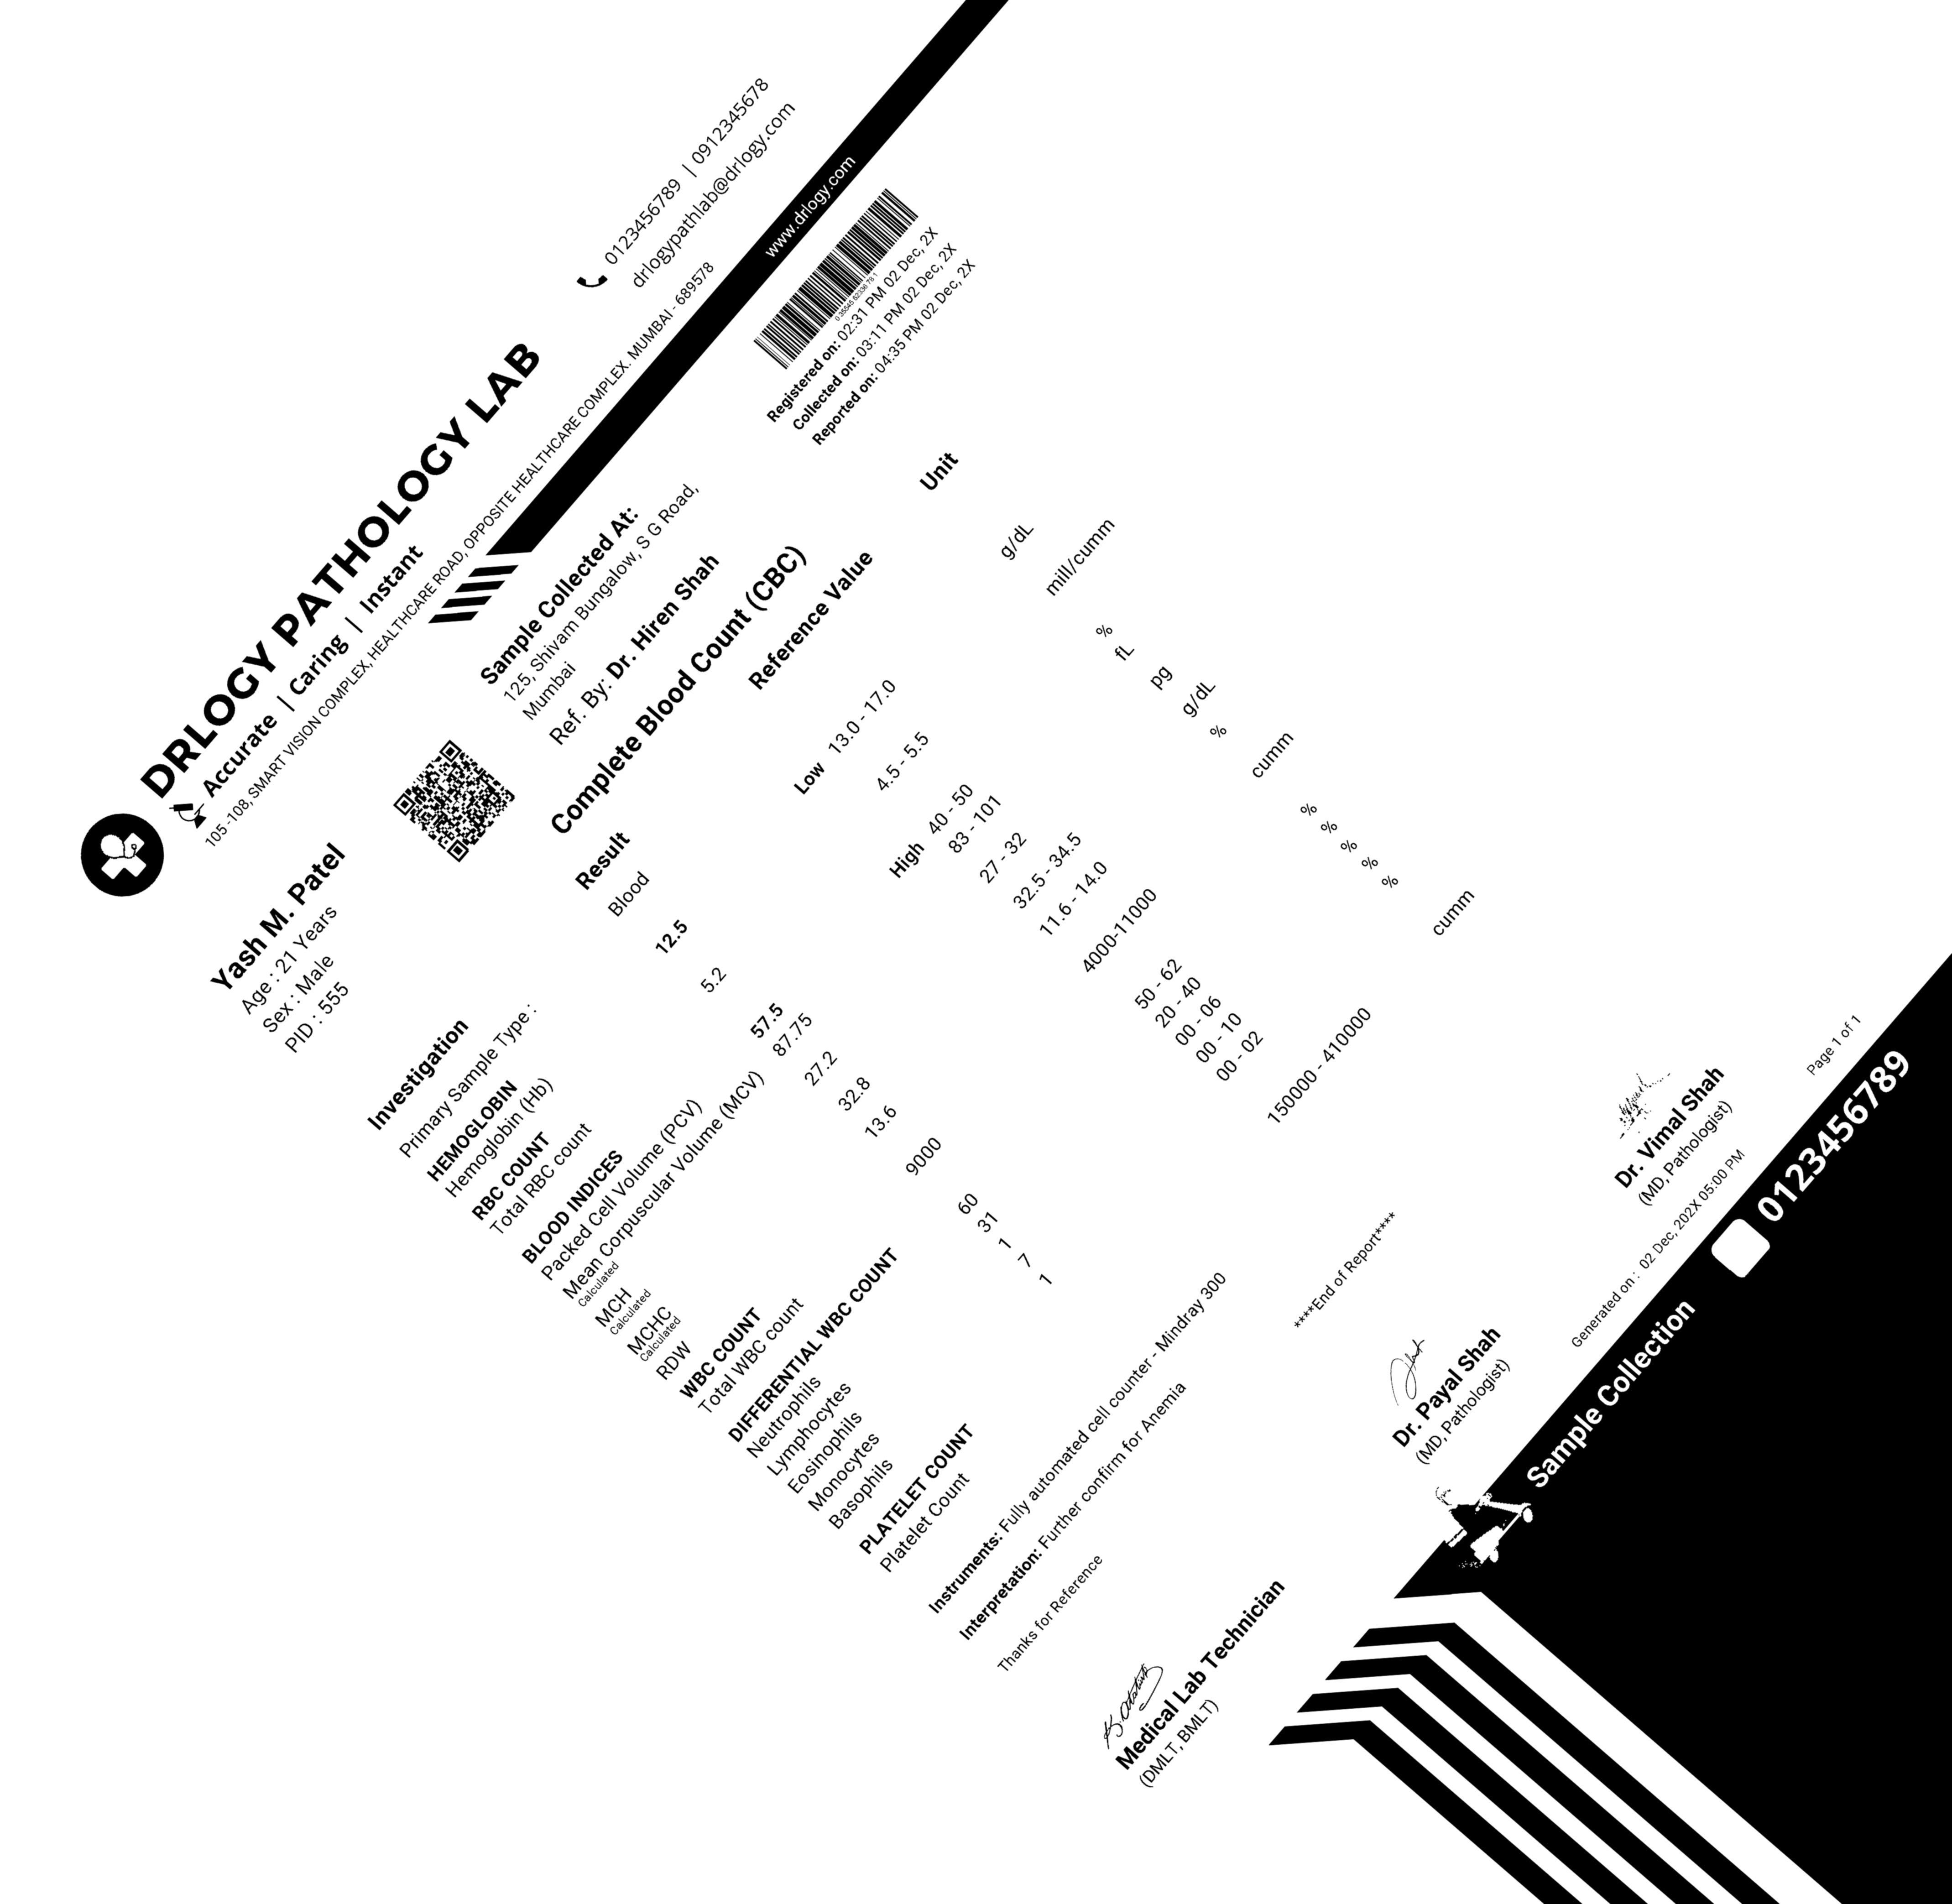 DRLOGY PATHOLOGY LAB
Accurate | Caring | Instant
0123456789 | 0912345678
drlogypathlab@drlogy.com
105 -108, SMART VISION COMPLEX, HEALTHCARE ROAD, OPPOSITE HEALTHCARE COMPLEX. MUMBAI - 689578
www.drlogy.com
Yash M. Patel
Age : 21 Years
Sex : Male
PID : 555
Sample Collected At:
125, Shivam Bungalow, S G Road,
Mumbai
Ref. By: Dr. Hiren Shah
Registered on: 02:31 PM 02 Dec, 2X
Collected on: 03:11 PM 02 Dec, 2X
Reported on: 04:35 PM 02 Dec, 2X
Complete Blood Count (CBC)
Investigation Result Reference Value Unit
Primary Sample Type : Blood
HEMOGLOBIN
Hemoglobin (Hb) 12.5 Low 13.0 - 17.0 g/dL
RBC COUNT
Total RBC count 5.2 4.5 - 5.5 mill/cumm
BLOOD INDICES
Packed Cell Volume (PCV) 57.5 High 40 - 50 %
Mean Corpuscular Volume (MCV) 87.75 83 - 101 fL
Calculated
MCH 27.2 27 - 32 pg
Calculated
MCHC 32.8 32.5 - 34.5 g/dL
Calculated
RDW 13.6 11.6 - 14.0 %
WBC COUNT
Total WBC count 9000 4000-11000 cumm
DIFFERENTIAL WBC COUNT
Neutrophils 60 50 - 62 %
Lymphocytes 31 20 - 40 %
Eosinophils 1 00 - 06 %
Monocytes 7 00 - 10 %
Basophils 1 00 - 02 %
PLATELET COUNT
Platelet Count 150000 - 410000 cumm
Instruments: Fully automated cell counter - Mindray 300
Interpretation: Further confirm for Anemia
Thanks for Reference
****End of Report****
Medical Lab Technician
(DMLT, BMLT)
Dr. Payal Shah
(MD, Pathologist)
Dr. Vimal Shah
(MD, Pathologist)
Generated on : 02 Dec, 202X 05:00 PM
Page 1 of 1
Sample Collection
0123456789